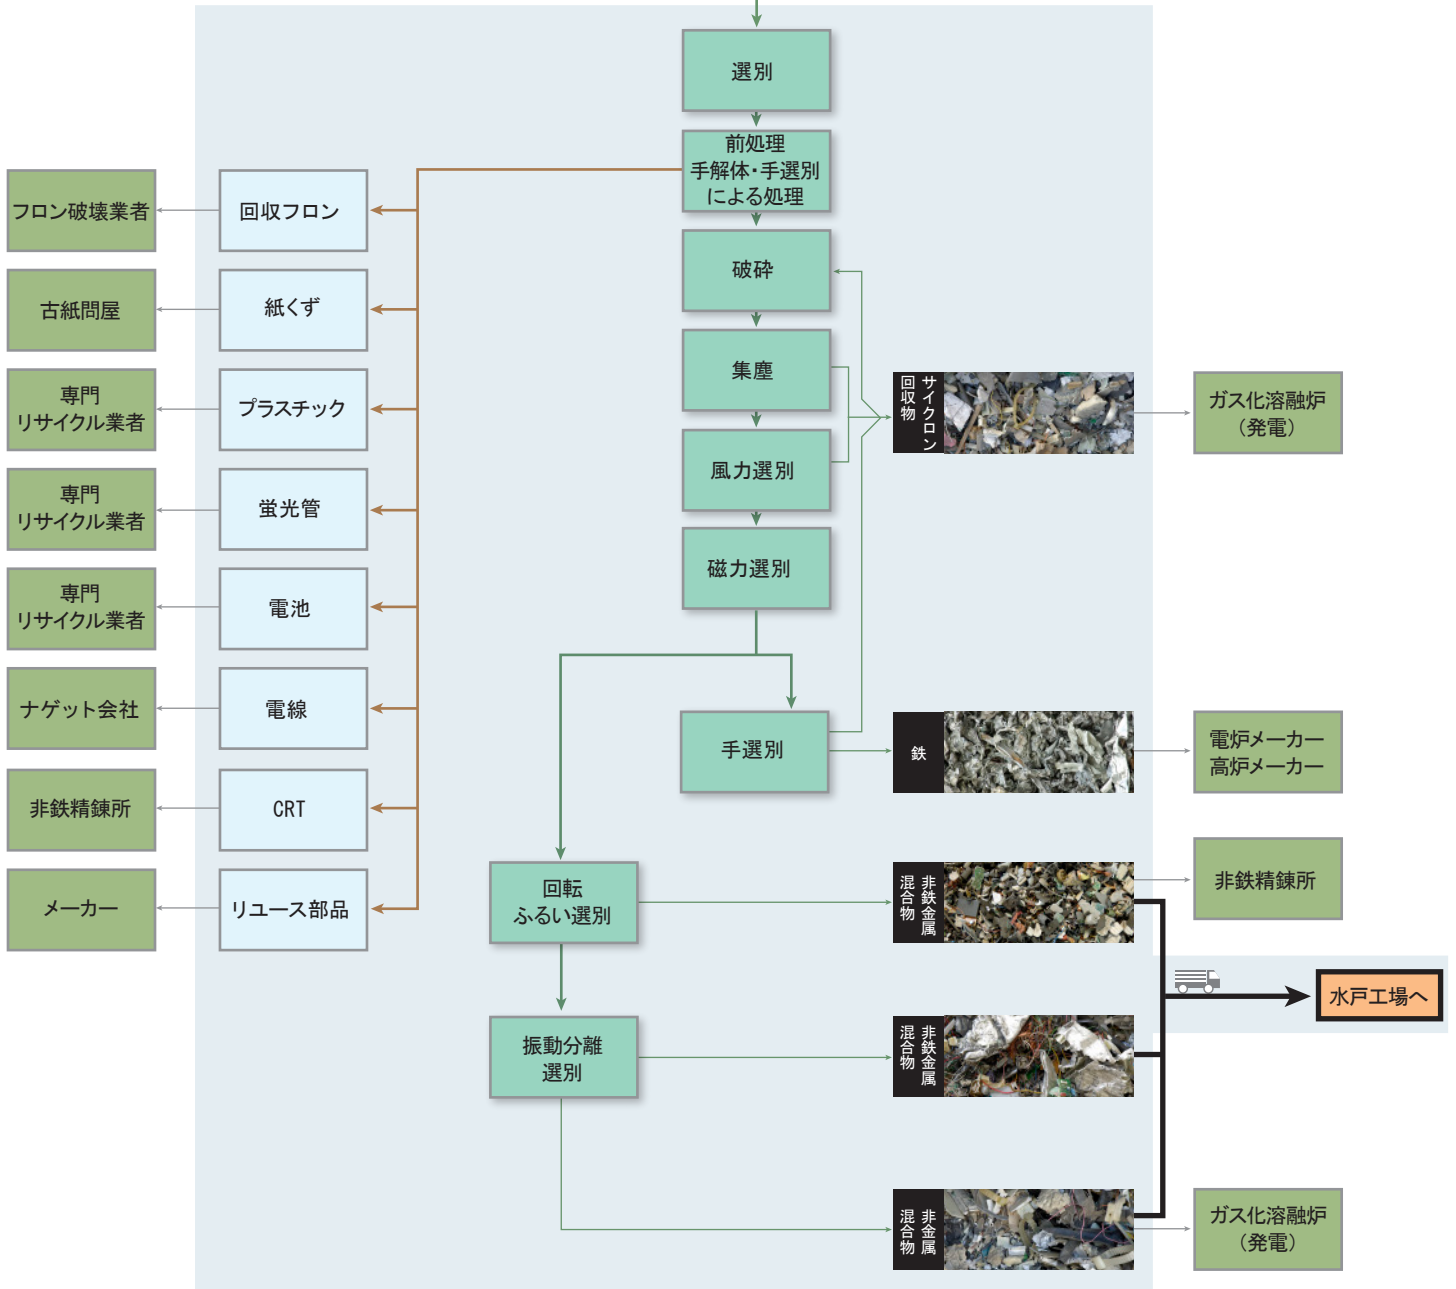 選別
前処理
手解体・手選別
による処理
フロン破壊業者
回収フロン
破砕
古紙問屋
紙くず
集塵
サイクロン
回収物
ガス化溶融炉
（発電）
専門
リサイクル業者
プラスチック
風力選別
専門
リサイクル業者
蛍光管
磁力選別
専門
リサイクル業者
電池
ナゲット会社
電線
手選別
鉄
電炉メーカー
高炉メーカー
非鉄精錬所
CRT
回転
ふるい選別
非鉄金属
混合物
非鉄精錬所
メーカー
リユース部品
水戸工場へ
振動分離
選別
非鉄金属
混合物
非金属
混合物
ガス化溶融炉
（発電）